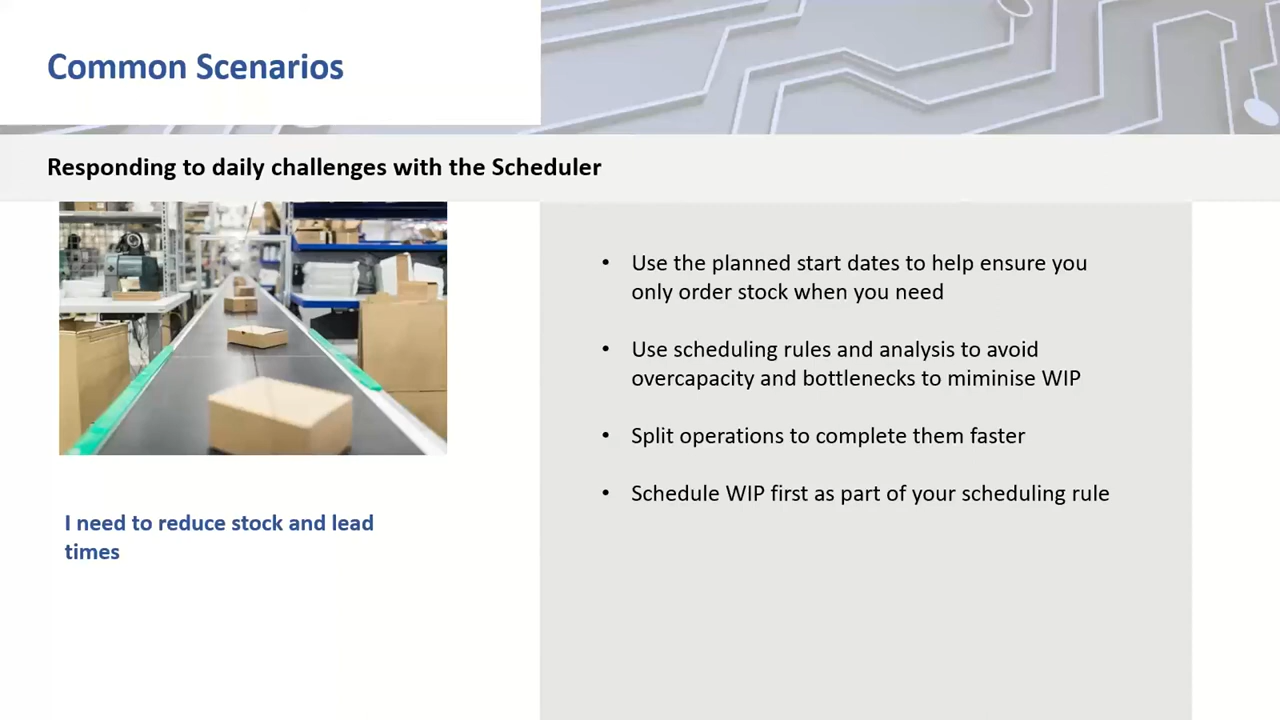 Common Scenarios
Responding to daily challenges with the Scheduler
• Use the planned start dates to help ensure you
only order stock when you need
• Use scheduling rules and analysis to avoid
overcapacity and bottlenecks to miminise WIP
• Split operations to complete them faster
• Schedule WIP first as part of your scheduling rule
I need to reduce stock and lead
times